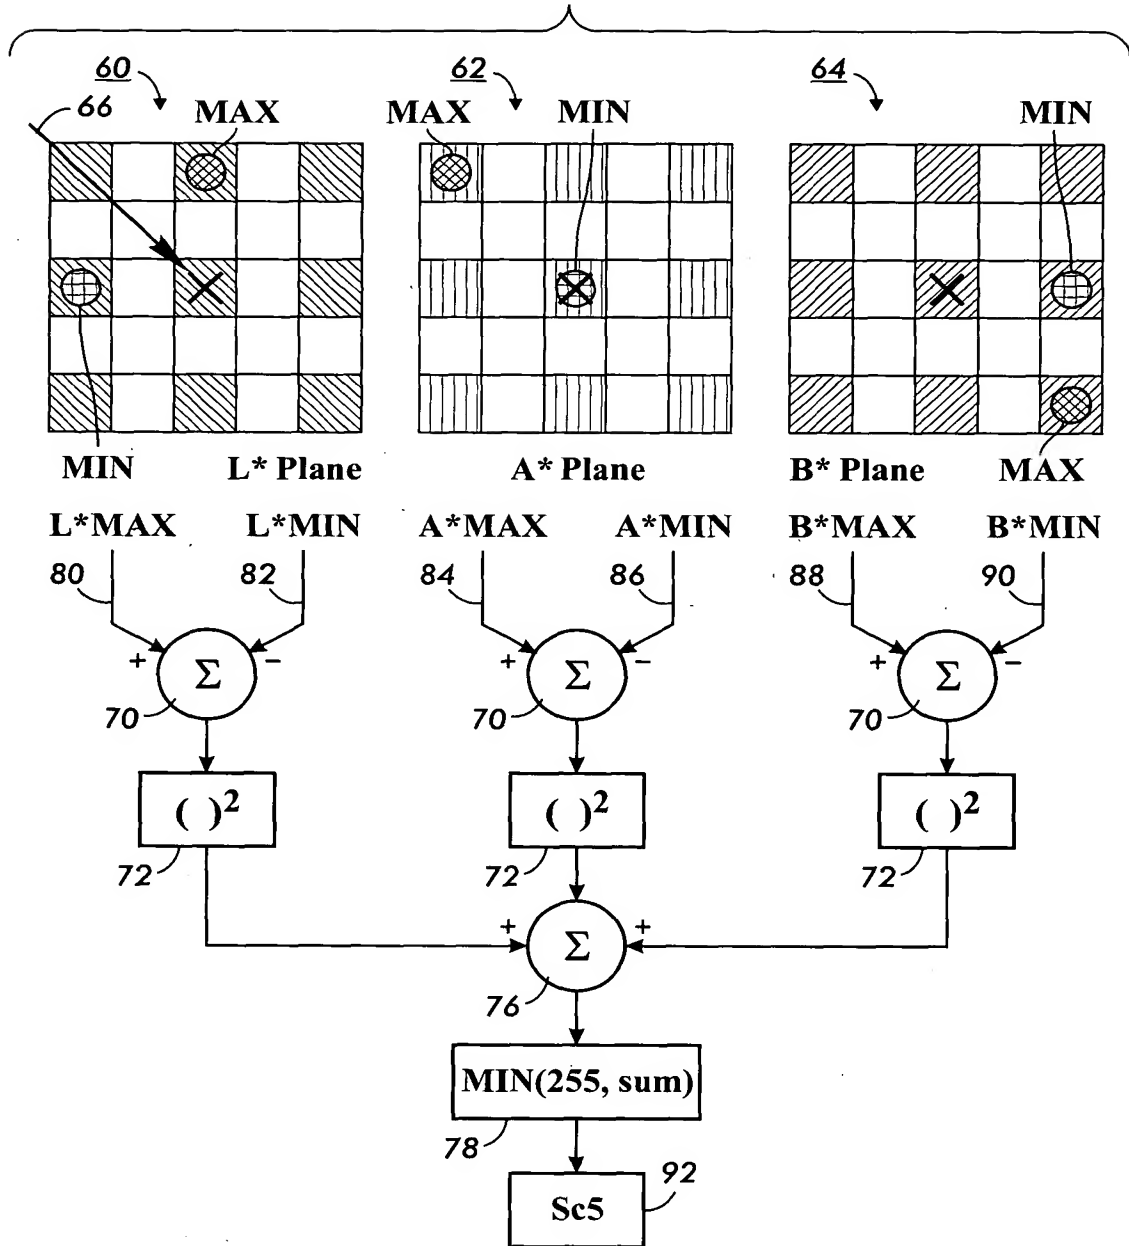 60 62 64
66 MAX MAX MIN MIN
MIN L* Plane A* Plane B* Plane MAX
L*MAX L*MIN A*MAX A*MIN B*MAX B*MIN
80 82 84 86 88 90
+ Σ - + Σ - + Σ -
70 70 70
( )² ( )² ( )²
72 72 72
+ Σ +
76
MIN(255, sum)
78
Sc5 92